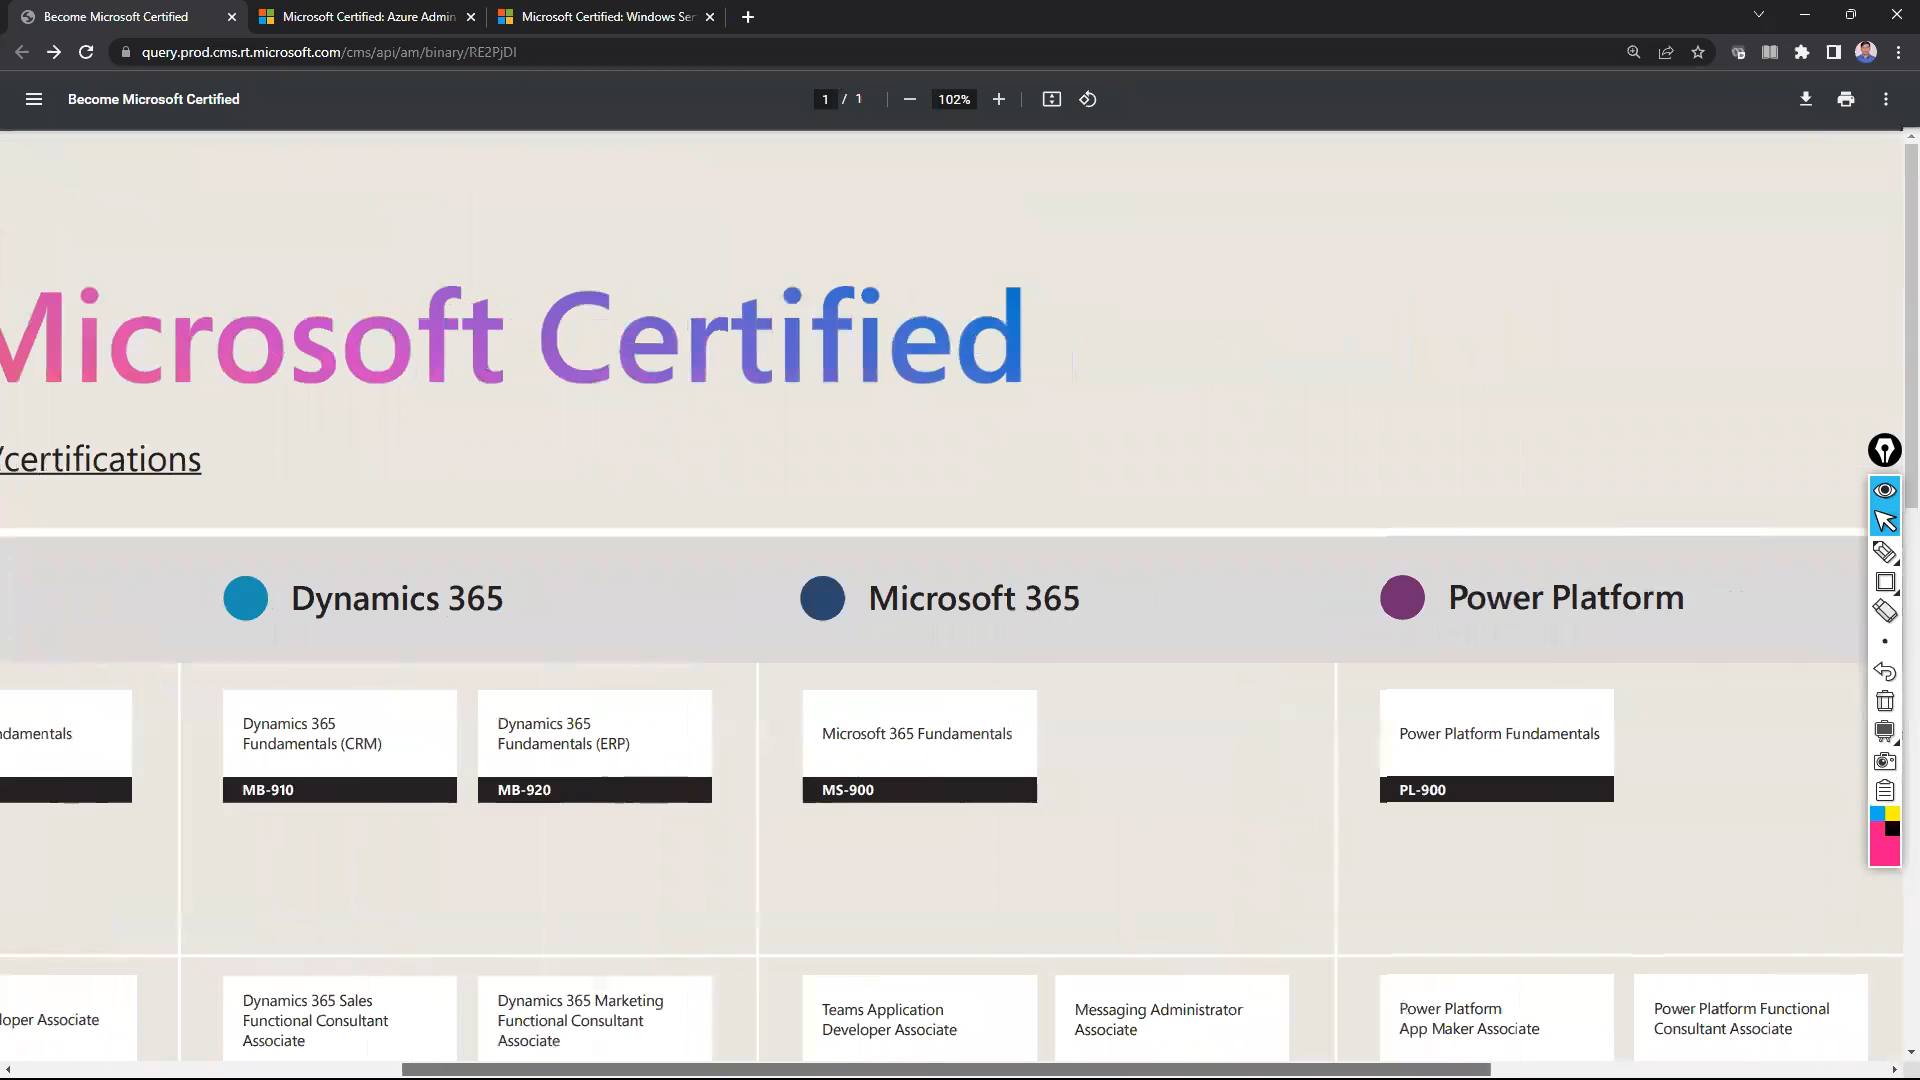 Become Microsoft Certified
Microsoft Certified: Azure Admin
Microsoft Certified: Windows Ser
query.prod.cms.rt.microsoft.com/cms/api/am/binary/RE2PjDI
Become Microsoft Certified
1 / 1
102%
Microsoft Certified
/certifications
Dynamics 365
Microsoft 365
Power Platform
ndamentals
Dynamics 365
Fundamentals (CRM)
MB-910
Dynamics 365
Fundamentals (ERP)
MB-920
Microsoft 365 Fundamentals
MS-900
Power Platform Fundamentals
PL-900
loper Associate
Dynamics 365 Sales
Functional Consultant
Associate
Dynamics 365 Marketing
Functional Consultant
Associate
Teams Application
Developer Associate
Messaging Administrator
Associate
Power Platform
App Maker Associate
Power Platform Functional
Consultant Associate